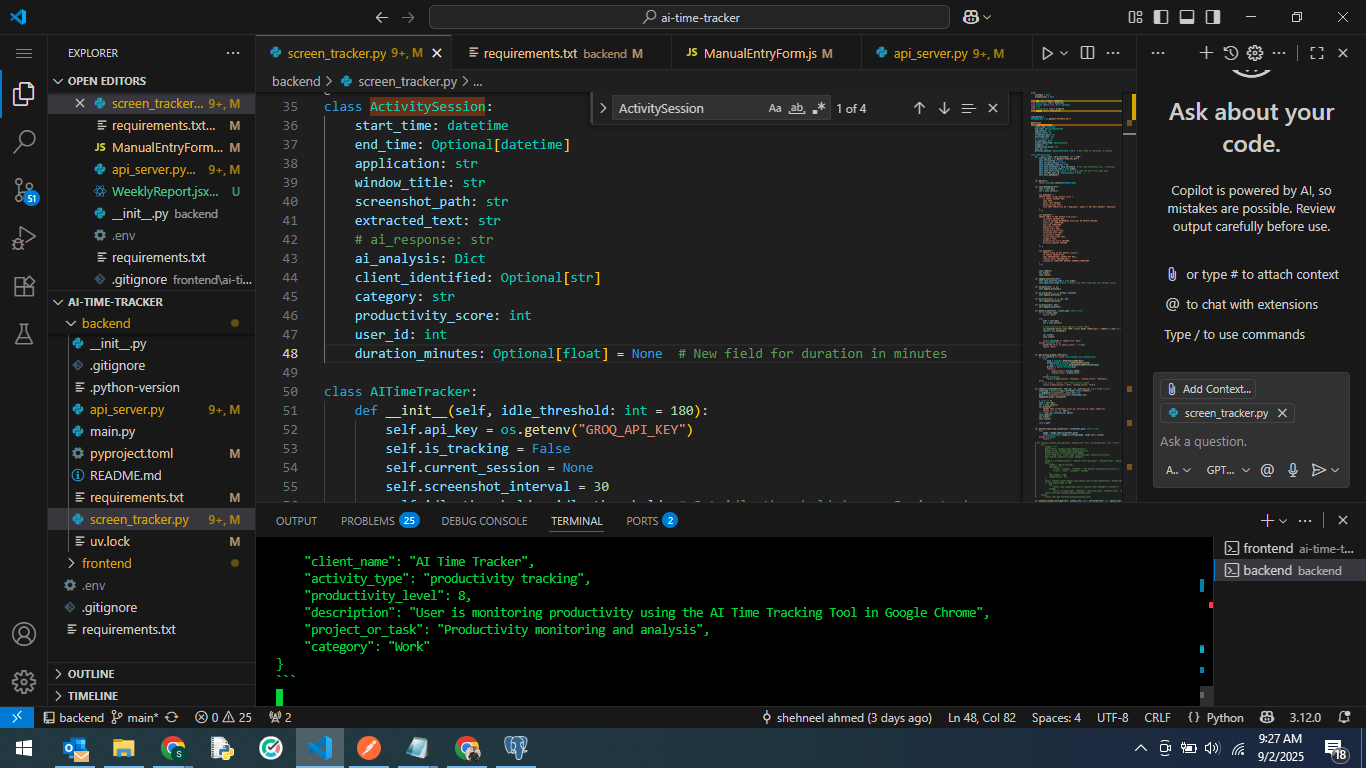 ai-time-tracker
EXPLORER
OPEN EDITORS
screen_tracker... 9+, M
requirements.txt... M
ManualEntryForm... M
api_server.py... 9+, M
WeeklyReport.jsx... U
__init__.py backend
.env
requirements.txt
.gitignore frontend\ai-ti...
AI-TIME-TRACKER
backend
__init__.py
.gitignore
.python-version
api_server.py 9+, M
main.py
pyproject.toml M
README.md
requirements.txt M
screen_tracker.py 9+, M
uv.lock M
frontend
.env
.gitignore
requirements.txt
OUTLINE
TIMELINE
51
screen_tracker.py 9+, M
requirements.txt backend M
JS ManualEntryForm.js M
api_server.py 9+, M
backend > screen_tracker.py > ...
ActivitySession
Aa ab .* 1 of 4
35 class ActivitySession:
36 start_time: datetime
37 end_time: Optional[datetime]
38 application: str
39 window_title: str
40 screenshot_path: str
41 extracted_text: str
42 # ai_response: str
43 ai_analysis: Dict
44 client_identified: Optional[str]
45 category: str
46 productivity_score: int
47 user_id: int
48 duration_minutes: Optional[float] = None # New field for duration in minutes
49
50 class AITimeTracker:
51 def __init__(self, idle_threshold: int = 180):
52 self.api_key = os.getenv("GROQ_API_KEY")
53 self.is_tracking = False
54 self.current_session = None
55 self.screenshot_interval = 30
OUTPUT PROBLEMS 25 DEBUG CONSOLE TERMINAL PORTS 2
"client_name": "AI Time Tracker",
"activity_type": "productivity tracking",
"productivity_level": 8,
"description": "User is monitoring productivity using the AI Time Tracking Tool in Google Chrome",
"project_or_task": "Productivity monitoring and analysis",
"category": "Work"
}
```
frontend ai-time-t...
backend backend
Ask about your
code.
Copilot is powered by AI, so
mistakes are possible. Review
output carefully before use.
or type # to attach context
@ to chat with extensions
Type / to use commands
Add Context...
screen_tracker.py
Ask a question.
A.. GPT...
backend main* 0 25 2
shehneel ahmed (3 days ago) Ln 48, Col 82 Spaces: 4 UTF-8 CRLF {} Python 3.12.0
9:27 AM
9/2/2025
18